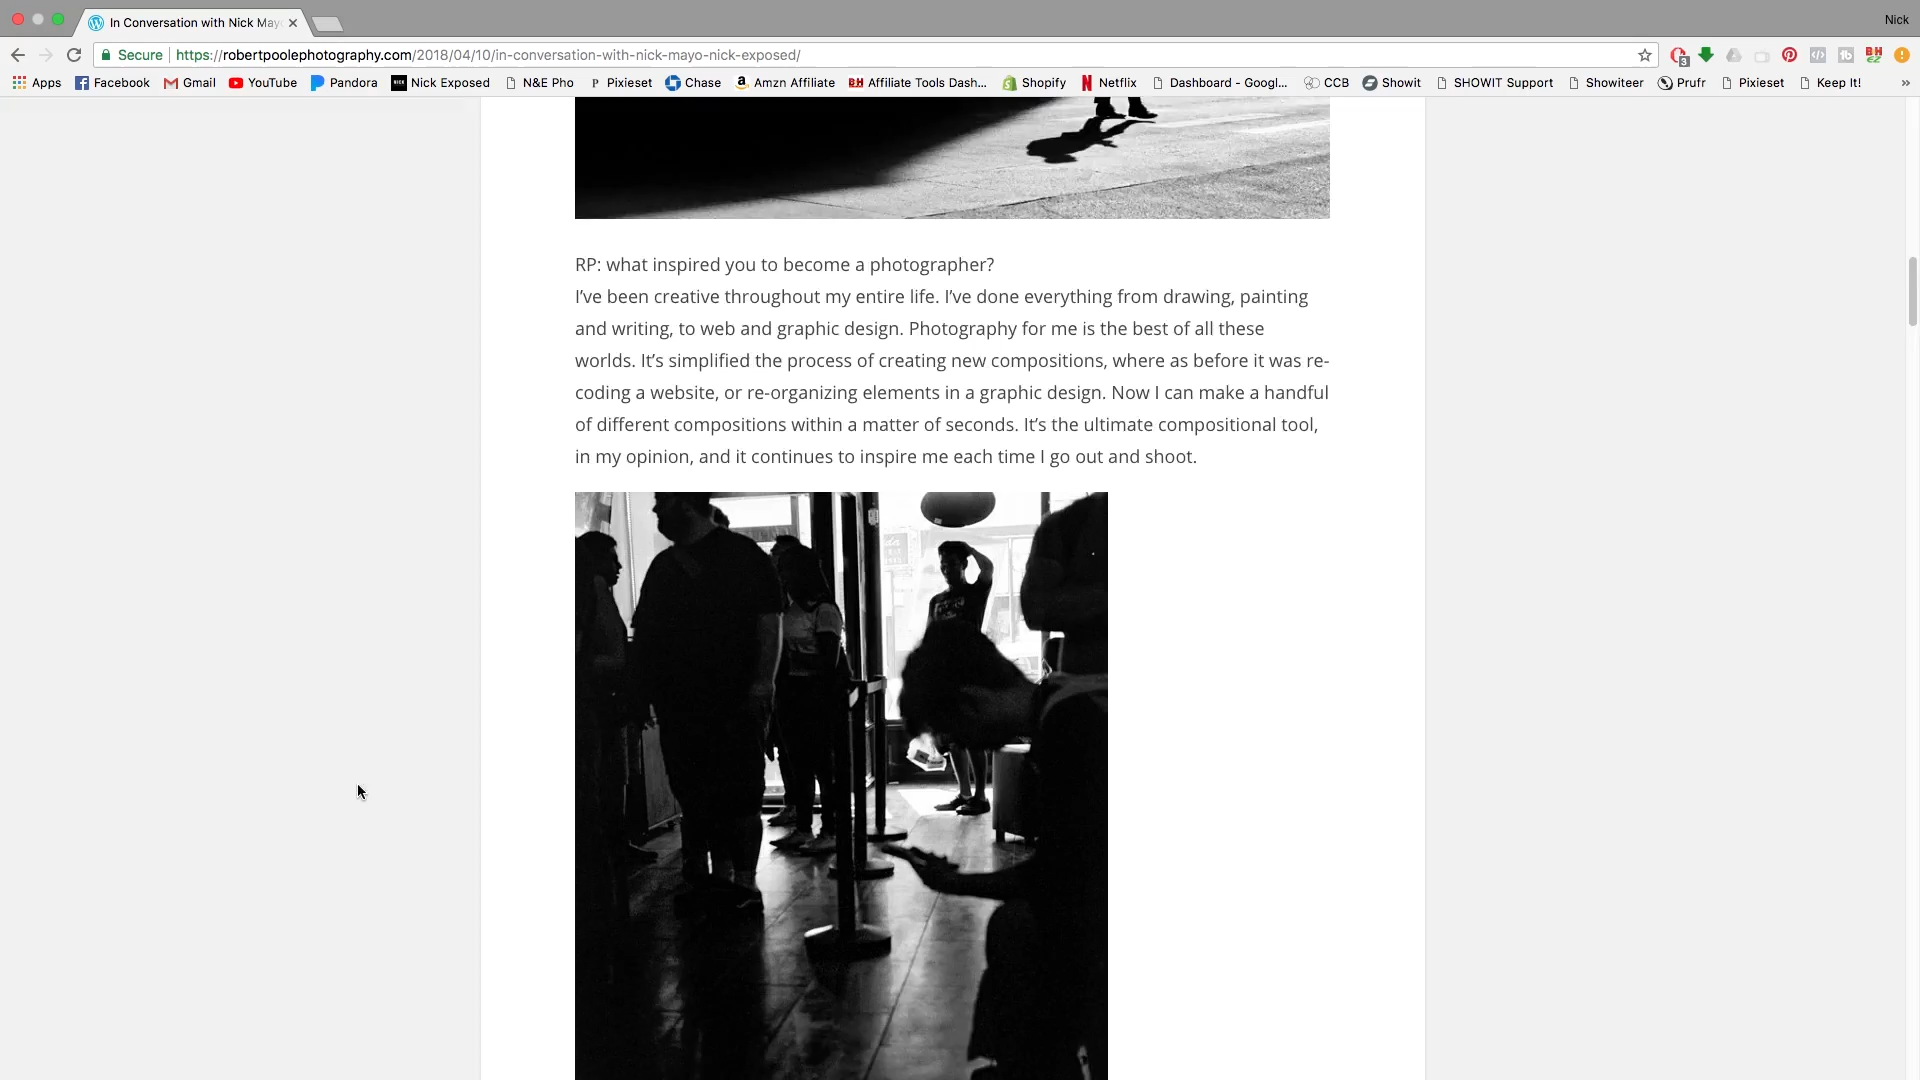 In Conversation with Nick May
Nick
Secure
https://robertpoolephotography.com/2018/04/10/in-conversation-with-nick-mayo-nick-exposed/
3
Apps
Facebook
Gmail
YouTube
Pandora
Nick Exposed
N&E Pho
Pixieset
Chase
Amzn Affiliate
BH Affiliate Tools Dash...
Shopify
Netflix
Dashboard - Googl...
CCB
Showit
SHOWIT Support
Showiteer
Prufr
Pixieset
Keep It!
»
RP: what inspired you to become a photographer?
I’ve been creative throughout my entire life. I’ve done everything from drawing, painting
and writing, to web and graphic design. Photography for me is the best of all these
worlds. It’s simplified the process of creating new compositions, where as before it was re-
coding a website, or re-organizing elements in a graphic design. Now I can make a handful
of different compositions within a matter of seconds. It’s the ultimate compositional tool,
in my opinion, and it continues to inspire me each time I go out and shoot.